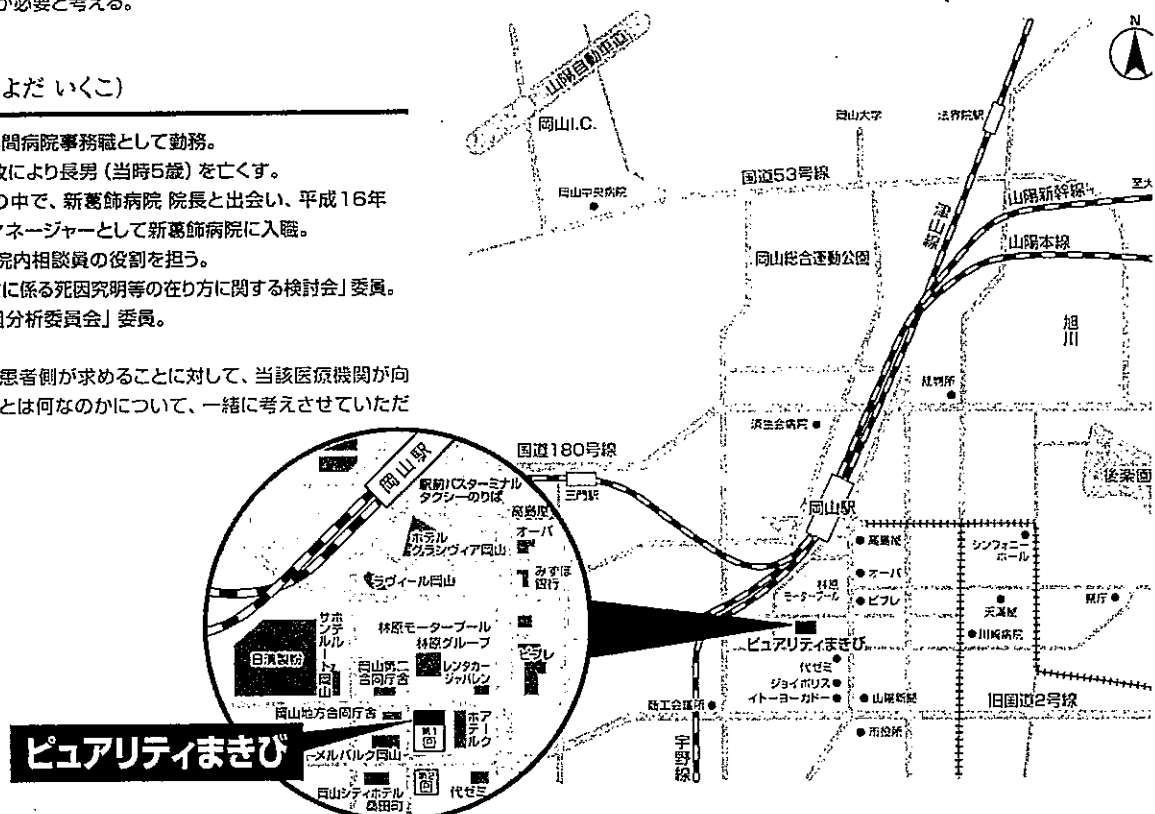 が必要と考える。
よだ いくこ）
間病院事務職として勤務。
により長男（当時5歳）を亡くす。
の中で、新葛飾病院 院長と出会い、平成16年
マネージャーとして新葛飾病院に入職。
院内相談員の役割を担う。
に係る死因究明等の在り方に関する検討会」委員。
分析委員会」委員。
患者側が求めることに対して、当該医療機関が向
とは何なのかについて、一緒に考えさせていただ
N
山陽自動車道
岡山I.C.
岡山大学
法界院駅
岡山中央病院
国道53号線
津山線
山陽新幹線
山陽本線
岡山総合運動公園
旭川
裁判所
済生会病院
国道180号線
三門駅
岡山駅
後楽園
高島屋
シンフォニーホール
オーパ
林原モータープール
ビブレ
天満屋
県庁
川崎病院
ピュアリティまきび
代ゼミ
ジョイポリス
イトーヨーカドー
山陽新聞
旧国道2号線
商工会議所
市役所
宇野線
岡山駅
駅前バスターミナル
タクシーのりば
高島屋
オーパ
ホテル
グランヴィア岡山
みずほ
銀行
ラヴィール岡山
林原モータープール
林原グループ
ビブレ
ホテル
サンルート岡山
日清製粉
岡山第二
合同庁舎
レンタカー
ジャパレン
岡山地方合同庁舎
第1回
ホテル
アーク
メルパルク岡山
第2回
岡山シティホテル
桑田町
代ゼミ
ピュアリティまきび